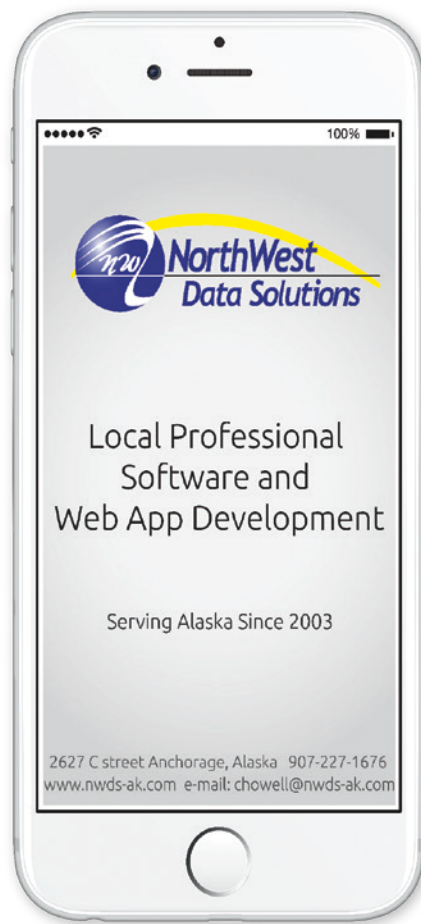 100%
nw NorthWest
Data Solutions
Local Professional
Software and
Web App Development
Serving Alaska Since 2003
2627 C street Anchorage, Alaska 907-227-1676
www.nwds-ak.com e-mail: chowell@nwds-ak.com